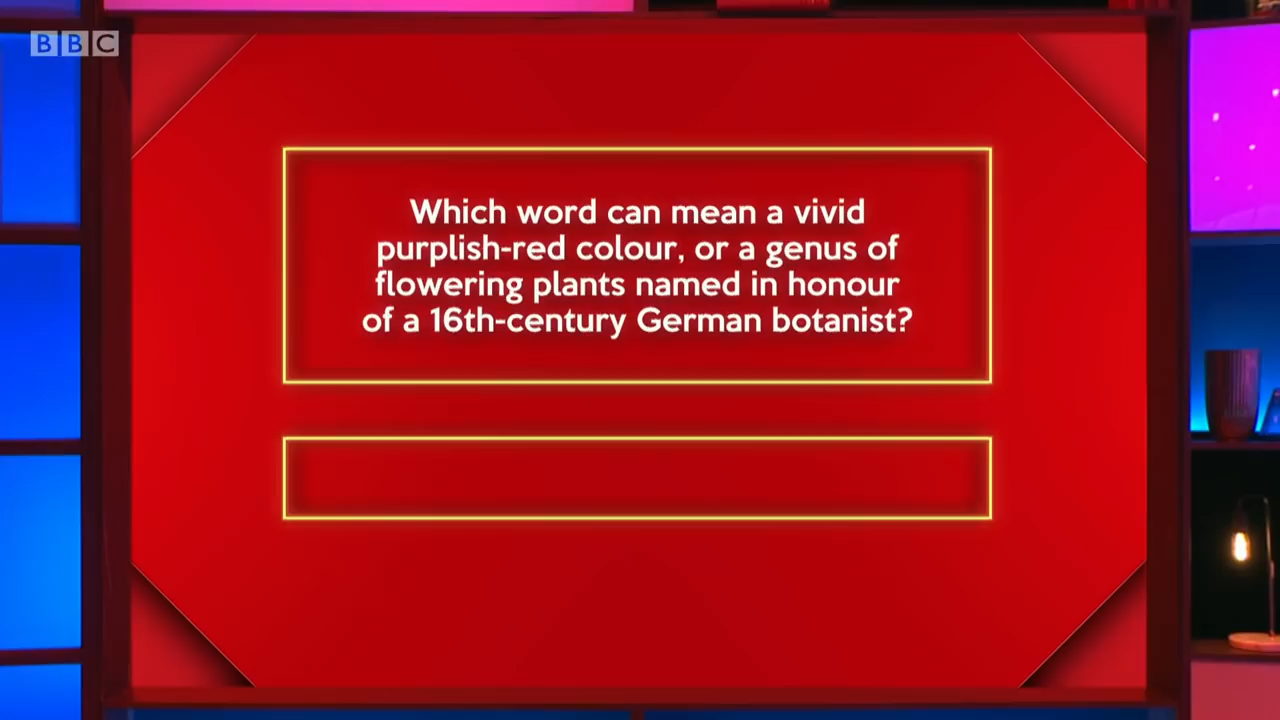 BBC
Which word can mean a vivid
purplish-red colour, or a genus of
flowering plants named in honour
of a 16th-century German botanist?